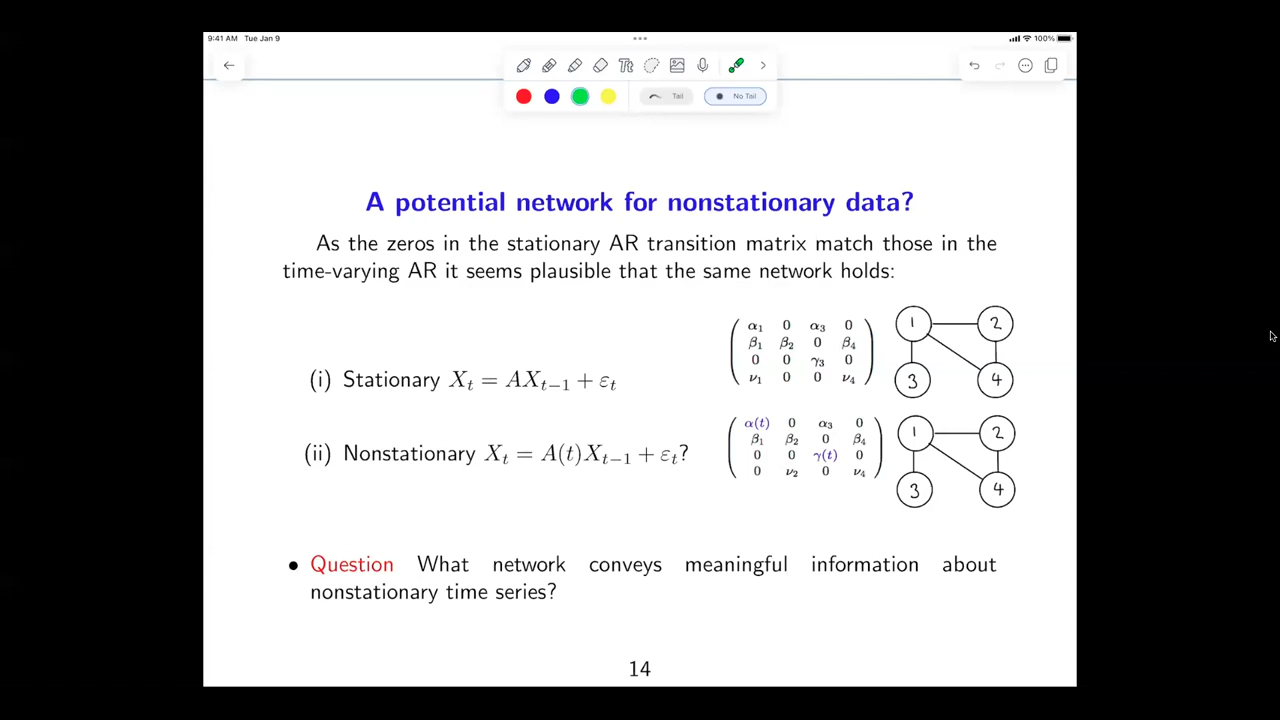 9:41 AM Tue Jan 9
100%
Tail
No Tail
A potential network for nonstationary data?
As the zeros in the stationary AR transition matrix match those in the
time-varying AR it seems plausible that the same network holds:
(i) Stationary X_t = AX_{t−1} + ε_t
α₁ 0 α₃ 0
β₁ β₂ 0 β₄
0 0 γ₃ 0
ν₁ 0 0 ν₄
1 2
3 4
(ii) Nonstationary X_t = A(t)X_{t−1} + ε_t?
α(t) 0 α₃ 0
β₁ β₂ 0 β₄
0 0 γ(t) 0
0 ν₂ 0 ν₄
1 2
3 4
• Question What network conveys meaningful information about
nonstationary time series?
14